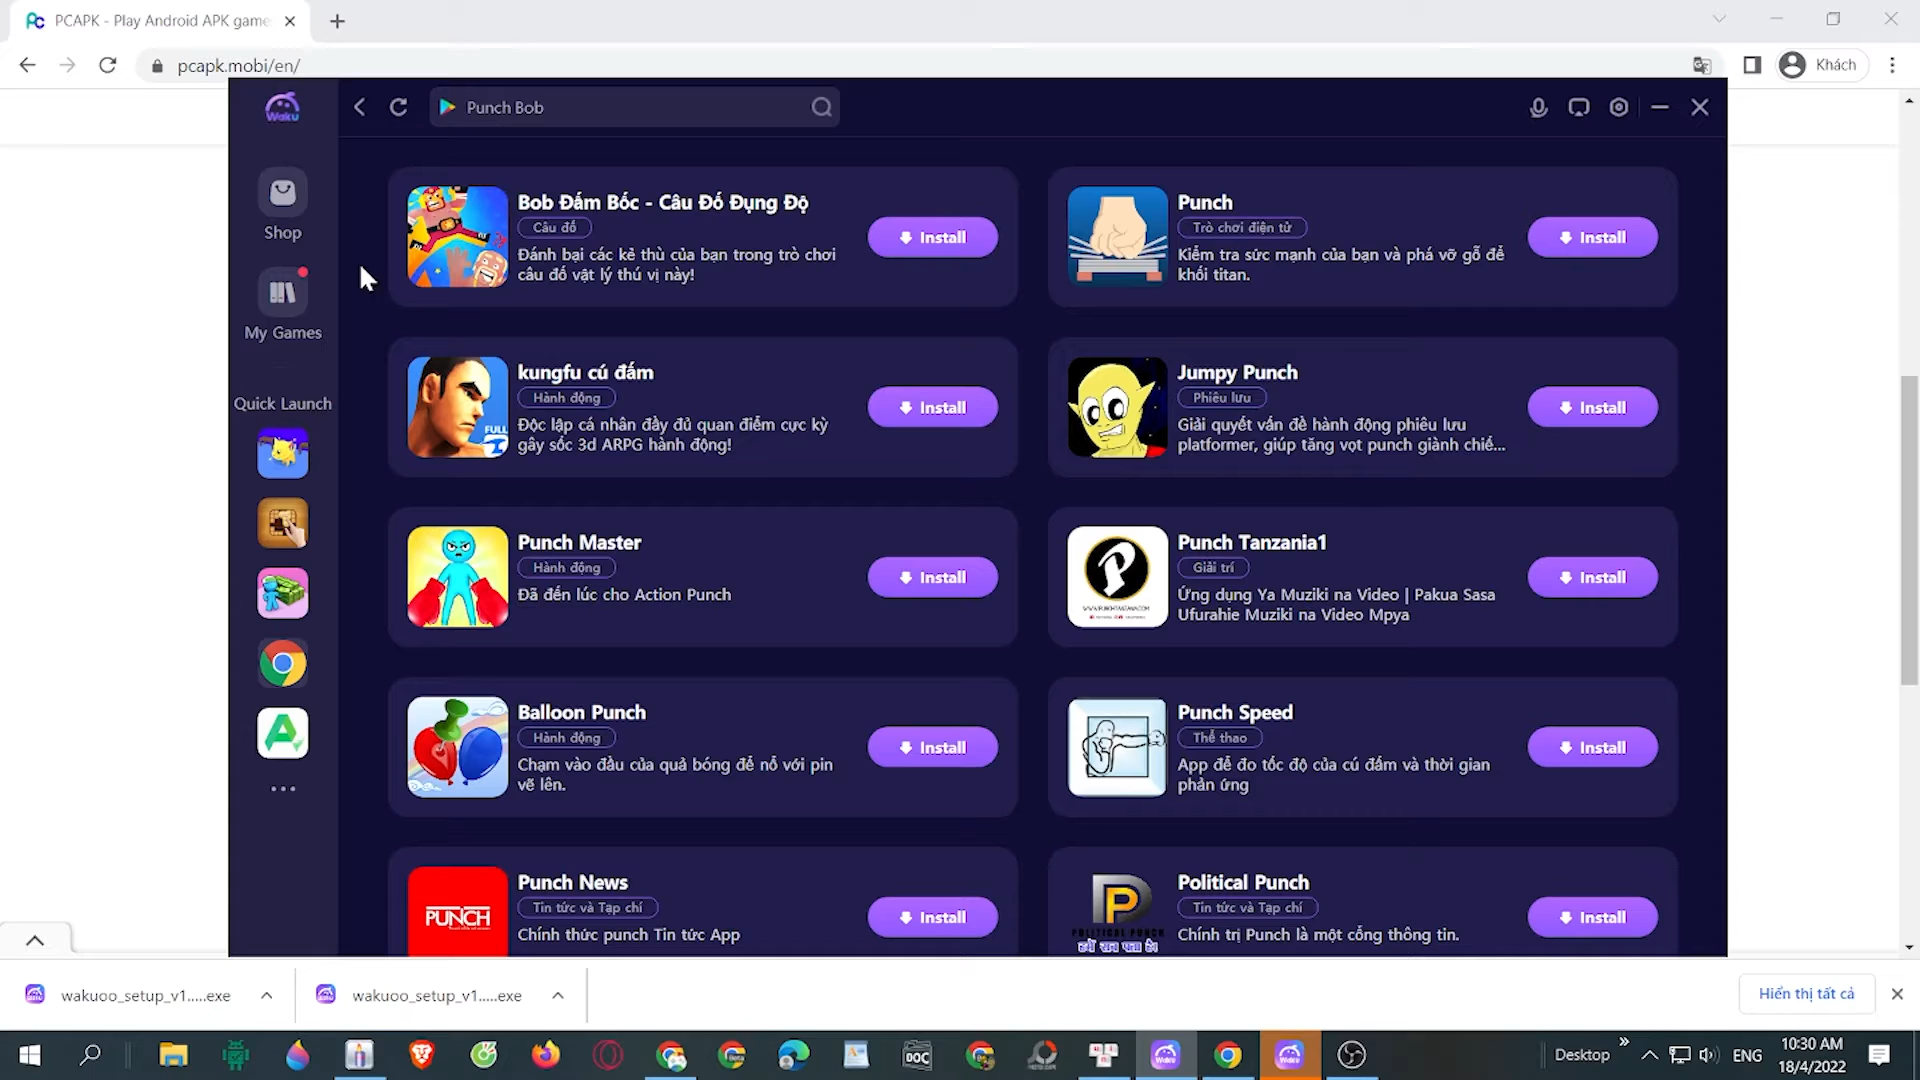 PCAPK - Play Android APK game
pcapk.mobi/en/
Khách
Waku
Punch Bob
Shop
My Games
Quick Launch
Bob Đấm Bốc - Câu Đố Đụng Độ
Câu đố
Đánh bại các kẻ thù của bạn trong trò chơi
câu đố vật lý thú vị này!
Install
Punch
Trò chơi điện tử
Kiểm tra sức mạnh của bạn và phá vỡ gỗ để
khối titan.
Install
FULL
kungfu cú đấm
Hành động
Độc lập cá nhân đầy đủ quan điểm cực kỳ
gây sốc 3d ARPG hành động!
Install
Jumpy Punch
Phiêu lưu
Giải quyết vấn đề hành động phiêu lưu
platformer, giúp tăng vọt punch giành chiế...
Install
Punch Master
Hành động
Đã đến lúc cho Action Punch
Install
Punch Tanzania1
Giải trí
Ứng dụng Ya Muziki na Video | Pakua Sasa
Ufurahie Muziki na Video Mpya
Install
Balloon Punch
Hành động
Chạm vào đầu của quả bóng để nổ với pin
vẽ lên.
Install
Punch Speed
Thể thao
App để đo tốc độ của cú đấm và thời gian
phản ứng
Install
PUNCH
Punch News
Tin tức và Tạp chí
Chính thức punch Tin tức App
Install
POLITICAL PUNCH
Political Punch
Tin tức và Tạp chí
Chính trị Punch là một cổng thông tin.
Install
wakuoo_setup_v1.....exe
wakuoo_setup_v1.....exe
Hiển thị tất cả
Beta
DOC
Waku
Waku
Desktop
ENG
10:30 AM
18/4/2022